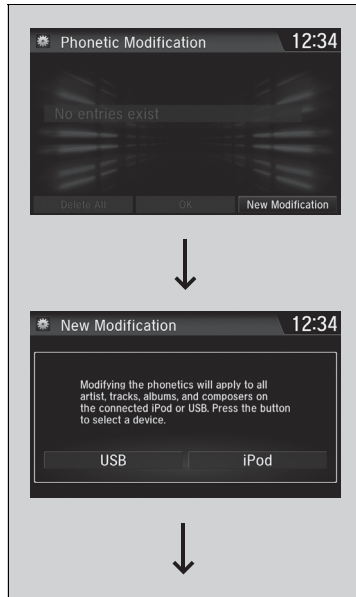 Phonetic Modification 12:34
No entries exist
Delete All OK New Modification
New Modification 12:34
Modifying the phonetics will apply to all
artist, tracks, albums, and composers on
the connected iPod or USB. Press the button
to select a device.
USB iPod